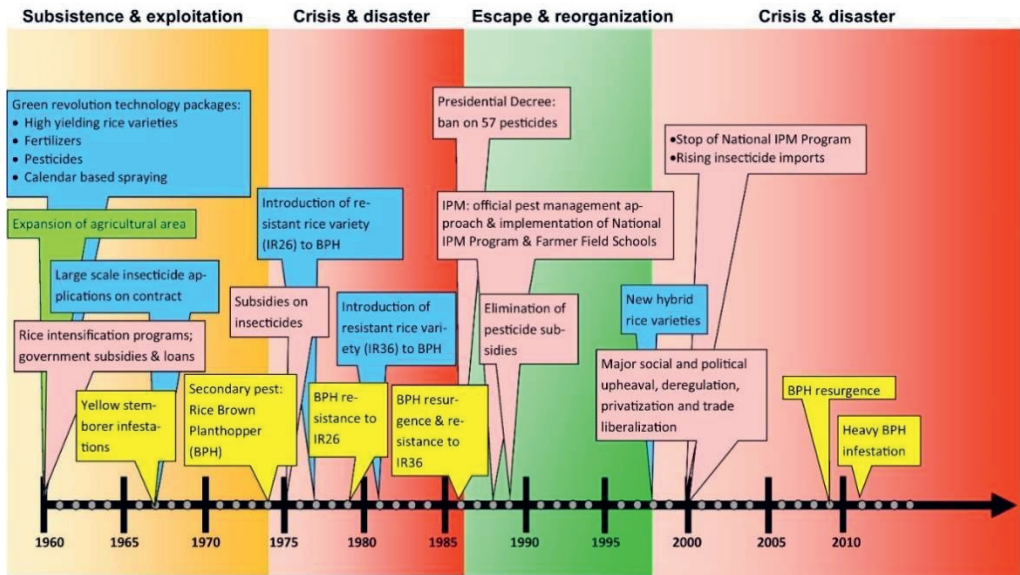 Subsistence & exploitation
Crisis & disaster
Escape & reorganization
Crisis & disaster
Green revolution technology packages:
• High yielding rice varieties
• Fertilizers
• Pesticides
• Calendar based spraying
Expansion of agricultural area
Large scale insecticide ap-
plications on contract
Rice intensification programs;
government subsidies & loans
Yellow stem-
borer infesta-
tions
Secondary pest:
Rice Brown
Planthopper
(BPH)
Introduction of re-
sistant rice variety
(IR26) to BPH
Subsidies on
insecticides
Introduction of
resistant rice vari-
ety (IR36) to BPH
BPH re-
sistance to
IR26
BPH resur-
gence & re-
sistance to
IR36
Presidential Decree:
ban on 57 pesticides
IPM: official pest management ap-
proach & implementation of National
IPM Program & Farmer Field Schools
Elimination of
pesticide sub-
sidies
New hybrid
rice varieties
•Stop of National IPM Program
•Rising insecticide imports
Major social and political
upheaval, deregulation,
privatization and trade
liberalization
BPH resurgence
Heavy BPH
infestation
1960
1965
1970
1975
1980
1985
1990
1995
2000
2005
2010